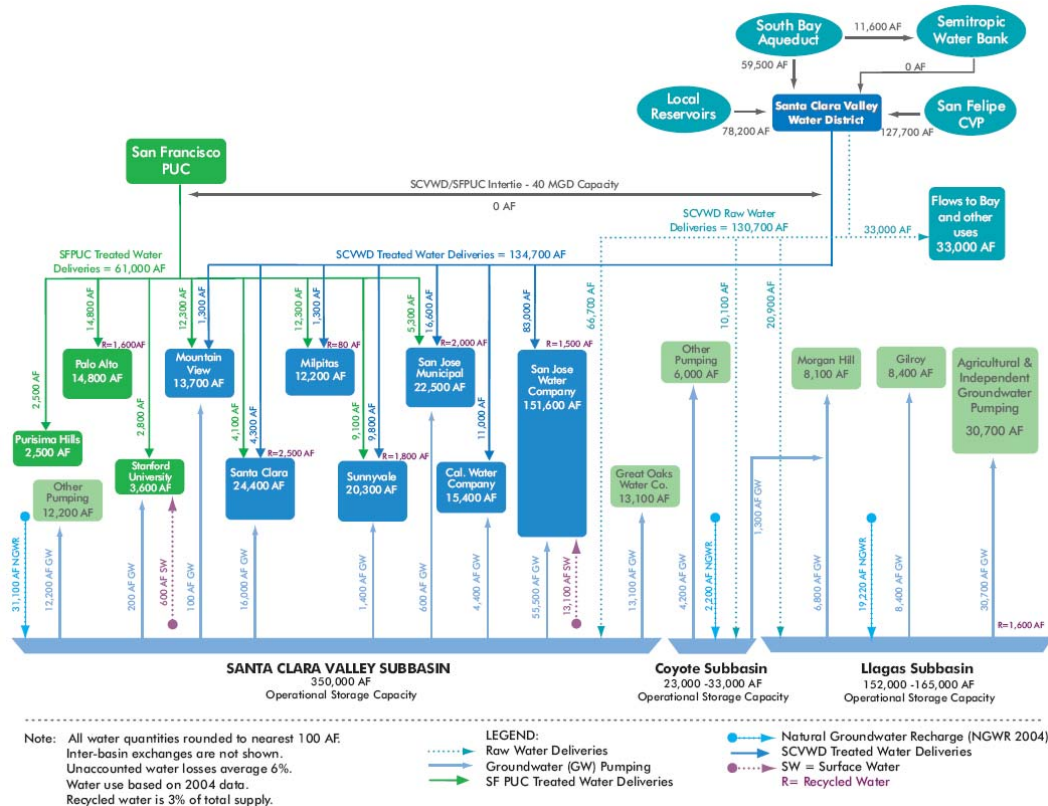 South Bay
Aqueduct
11,600 AF
Semitropic
Water Bank
59,500 AF
0 AF
Local
Reservoirs
78,200 AF
Santa Clara Valley
Water District
127,700 AF
San Felipe
CVP
San Francisco
PUC
SCVWD/SFPUC Intertie - 40 MGD Capacity
0 AF
SCVWD Raw Water
Deliveries = 130,700 AF
33,000 AF
Flows to Bay
and other
uses
33,000 AF
SFPUC Treated Water
Deliveries = 61,000 AF
SCVWD Treated Water Deliveries = 134,700 AF
2,500 AF
14,800 AF
2,800 AF
12,300 AF
1,300 AF
4,100 AF
4,300 AF
12,300 AF
1,300 AF
9,100 AF
9,800 AF
5,300 AF
16,600 AF
11,000 AF
83,000 AF
66,700 AF
10,100 AF
20,900 AF
R=1,600AF
Palo Alto
14,800 AF
Mountain
View
13,700 AF
R=80 AF
Milpitas
12,200 AF
R=2,000 AF
San Jose
Municipal
22,500 AF
R=1,500 AF
San Jose
Water
Company
151,600 AF
Other
Pumping
6,000 AF
Morgan Hill
8,100 AF
Gilroy
8,400 AF
Agricultural &
Independent
Groundwater
Pumping
30,700 AF
Purisima Hills
2,500 AF
Stanford
University
3,600 AF
R=2,500 AF
Santa Clara
24,400 AF
R=1,800 AF
Sunnyvale
20,300 AF
Cal. Water
Company
15,400 AF
Great Oaks
Water Co.
13,100 AF
Other
Pumping
12,200 AF
31,100 AF NGWR
12,200 AF GW
200 AF GW
600 AF SW
100 AF GW
16,000 AF GW
1,400 AF GW
600 AF GW
4,400 AF GW
55,500 AF GW
13,100 AF SW
13,100 AF GW
4,200 AF GW
2,200 AF NGWR
1,300 AF GW
6,800 AF GW
19,220 AF NGWR
8,400 AF GW
30,700 AF GW
R=1,600 AF
SANTA CLARA VALLEY SUBBASIN
350,000 AF
Operational Storage Capacity
Coyote Subbasin
23,000 -33,000 AF
Operational Storage Capacity
Llagas Subbasin
152,000 -165,000 AF
Operational Storage Capacity
Note: All water quantities rounded to nearest 100 AF.
Inter-basin exchanges are not shown.
Unaccounted water losses average 6%.
Water use based on 2004 data.
Recycled water is 3% of total supply.
LEGEND:
Raw Water Deliveries
Groundwater (GW) Pumping
SF PUC Treated Water Deliveries
Natural Groundwater Recharge (NGWR 2004)
SCVWD Treated Water Deliveries
SW = Surface Water
R= Recycled Water